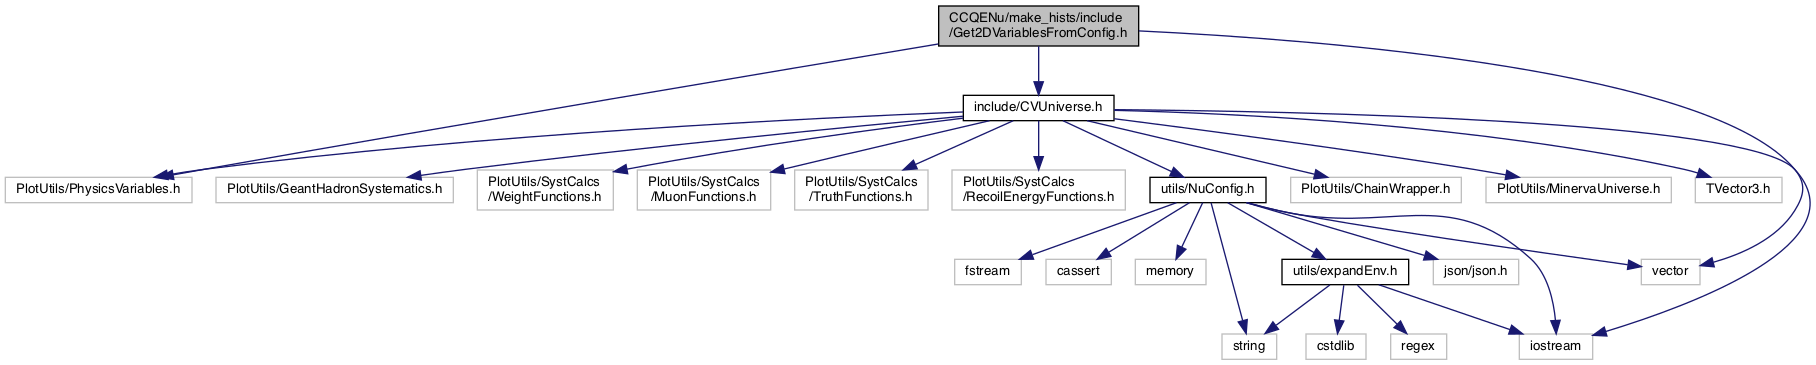 CCQENu/make_hists/include
/Get2DVariablesFromConfig.h
include/CVUniverse.h
PlotUtils/PhysicsVariables.h
PlotUtils/GeantHadronSystematics.h
PlotUtils/SystCalcs
/WeightFunctions.h
PlotUtils/SystCalcs
/MuonFunctions.h
PlotUtils/SystCalcs
/TruthFunctions.h
PlotUtils/SystCalcs
/RecoilEnergyFunctions.h
utils/NuConfig.h
PlotUtils/ChainWrapper.h
PlotUtils/MinervaUniverse.h
TVector3.h
fstream
cassert
memory
utils/expandEnv.h
json/json.h
vector
string
cstdlib
regex
iostream